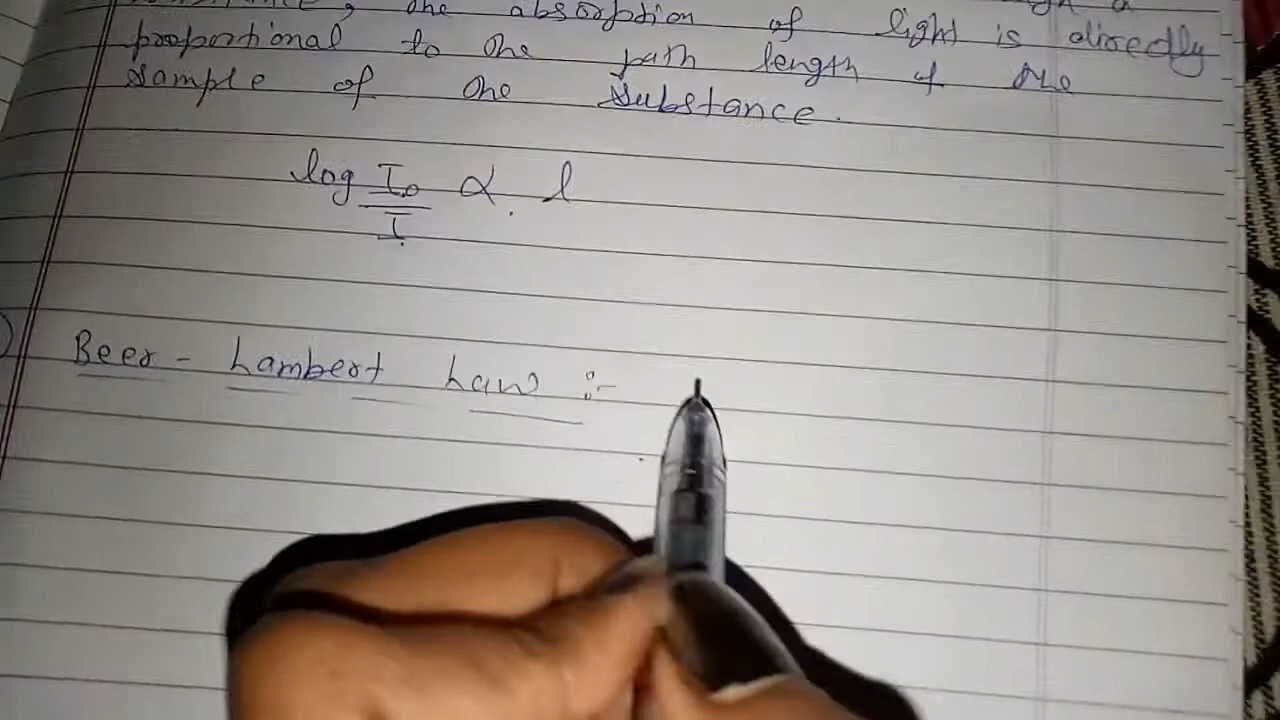 the absorption of light is directly
proportional to the path length of the
sample of the substance.
log I₀/I ∝ l
Beer - Lambert Law :-